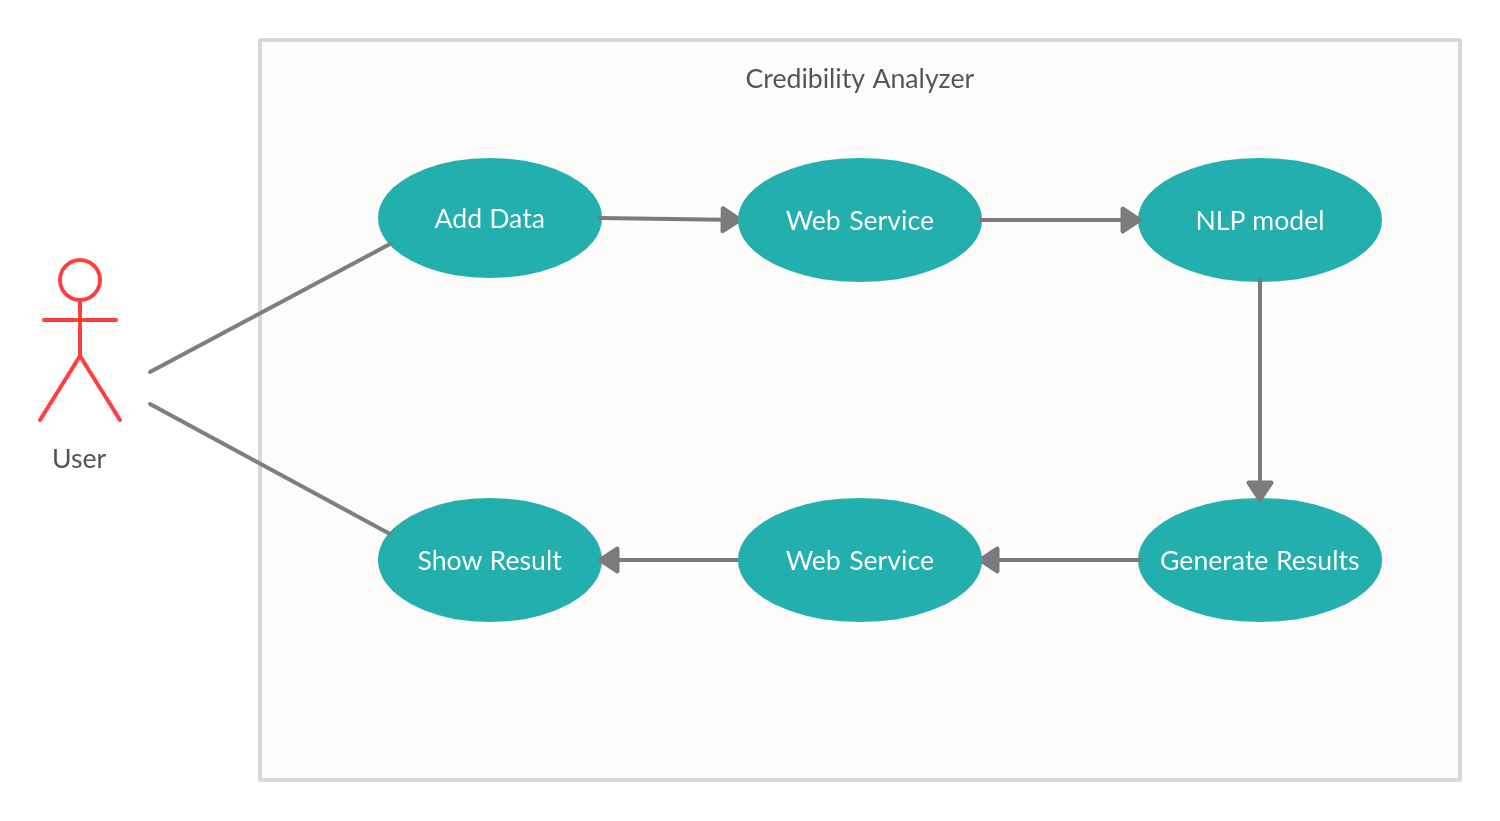 Credibility Analyzer
Add Data
Web Service
NLP model
User
Show Result
Web Service
Generate Results